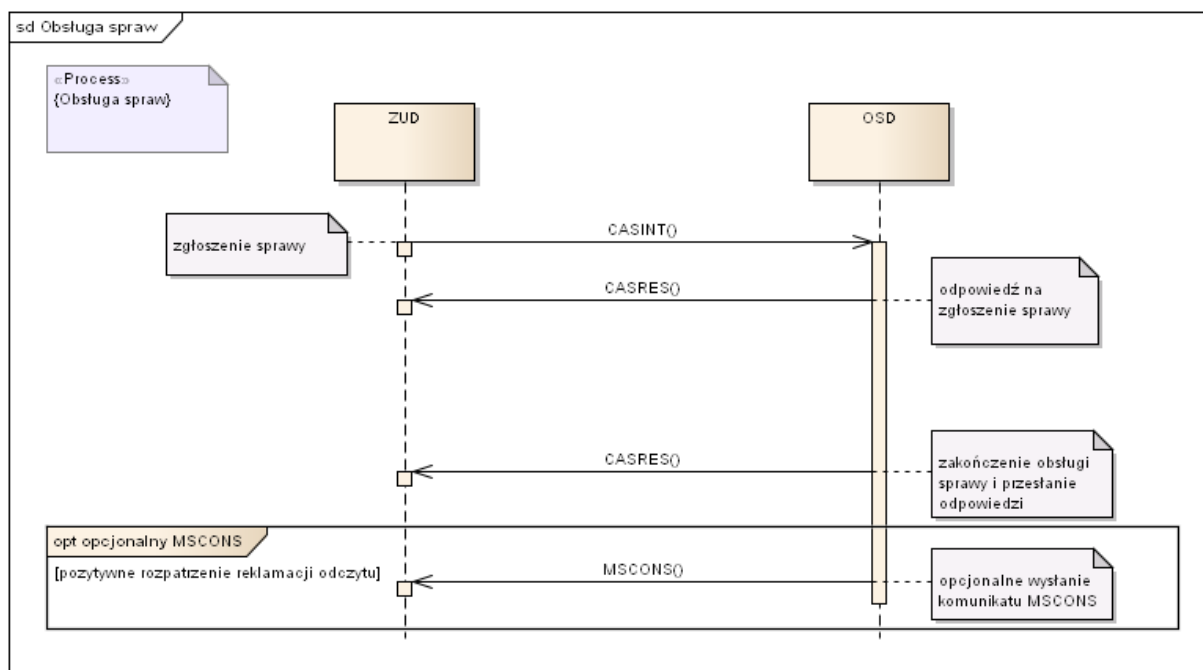 sd Obsługa spraw
«Process»
{Obsługa spraw}
ZUD
OSD
zgłoszenie sprawy
CASINT()
CASRES()
odpowiedź na
zgłoszenie sprawy
CASRES()
zakończenie obsługi
sprawy i przesłanie
odpowiedzi
opt opcjonalny MSCONS
[pozytywne rozpatrzenie reklamacji odczytu]
MSCONS()
opcjonalne wysłanie
komunikatu MSCONS